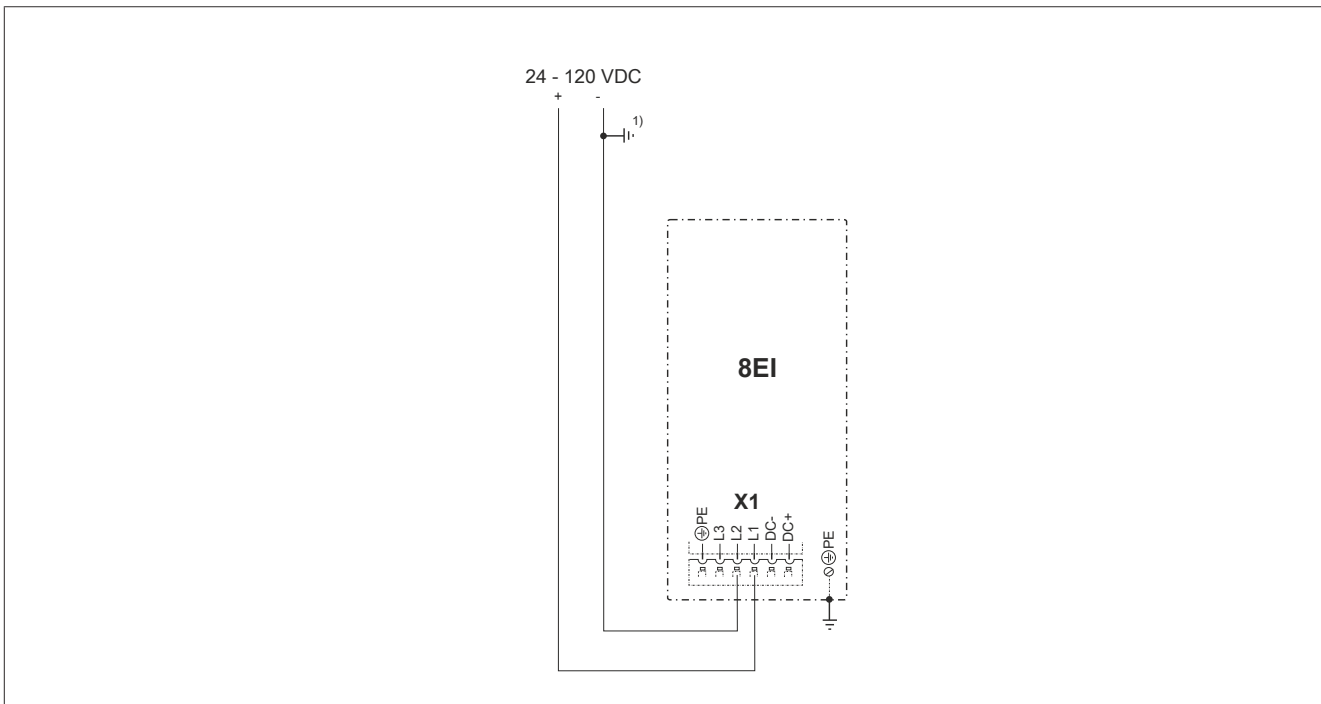 24 - 120 VDC
+ -
1)
8EI
X1
PE
L3
L2
L1
DC-
DC+
PE